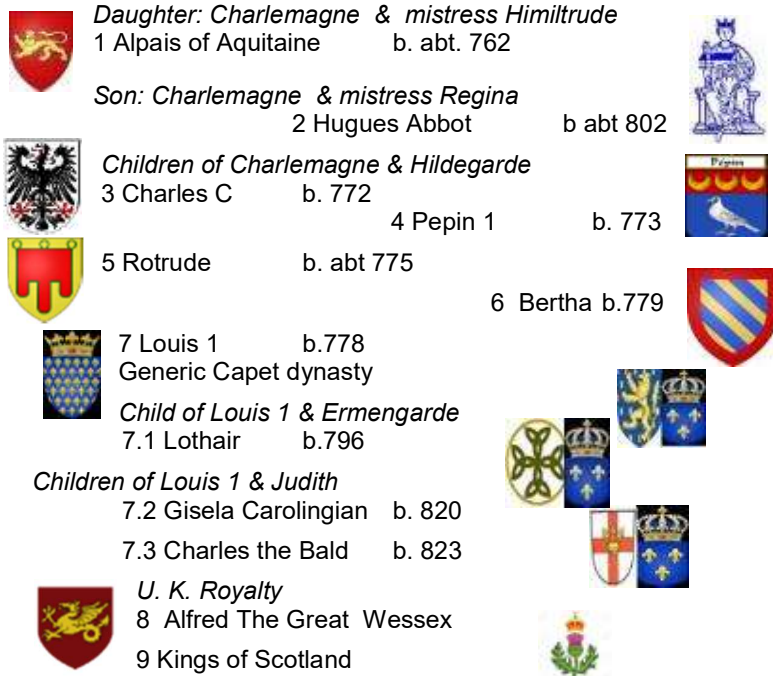 Daughter: Charlemagne & mistress Himiltrude
1 Alpais of Aquitaine b. abt. 762
Son: Charlemagne & mistress Regina
2 Hugues Abbot b abt 802
Children of Charlemagne & Hildegarde
3 Charles C b. 772
Pépin
4 Pepin 1 b. 773
5 Rotrude b. abt 775
6 Bertha b.779
7 Louis 1 b.778
Generic Capet dynasty
Child of Louis 1 & Ermengarde
7.1 Lothair b.796
Children of Louis 1 & Judith
7.2 Gisela Carolingian b. 820
7.3 Charles the Bald b. 823
U. K. Royalty
8 Alfred The Great Wessex
9 Kings of Scotland